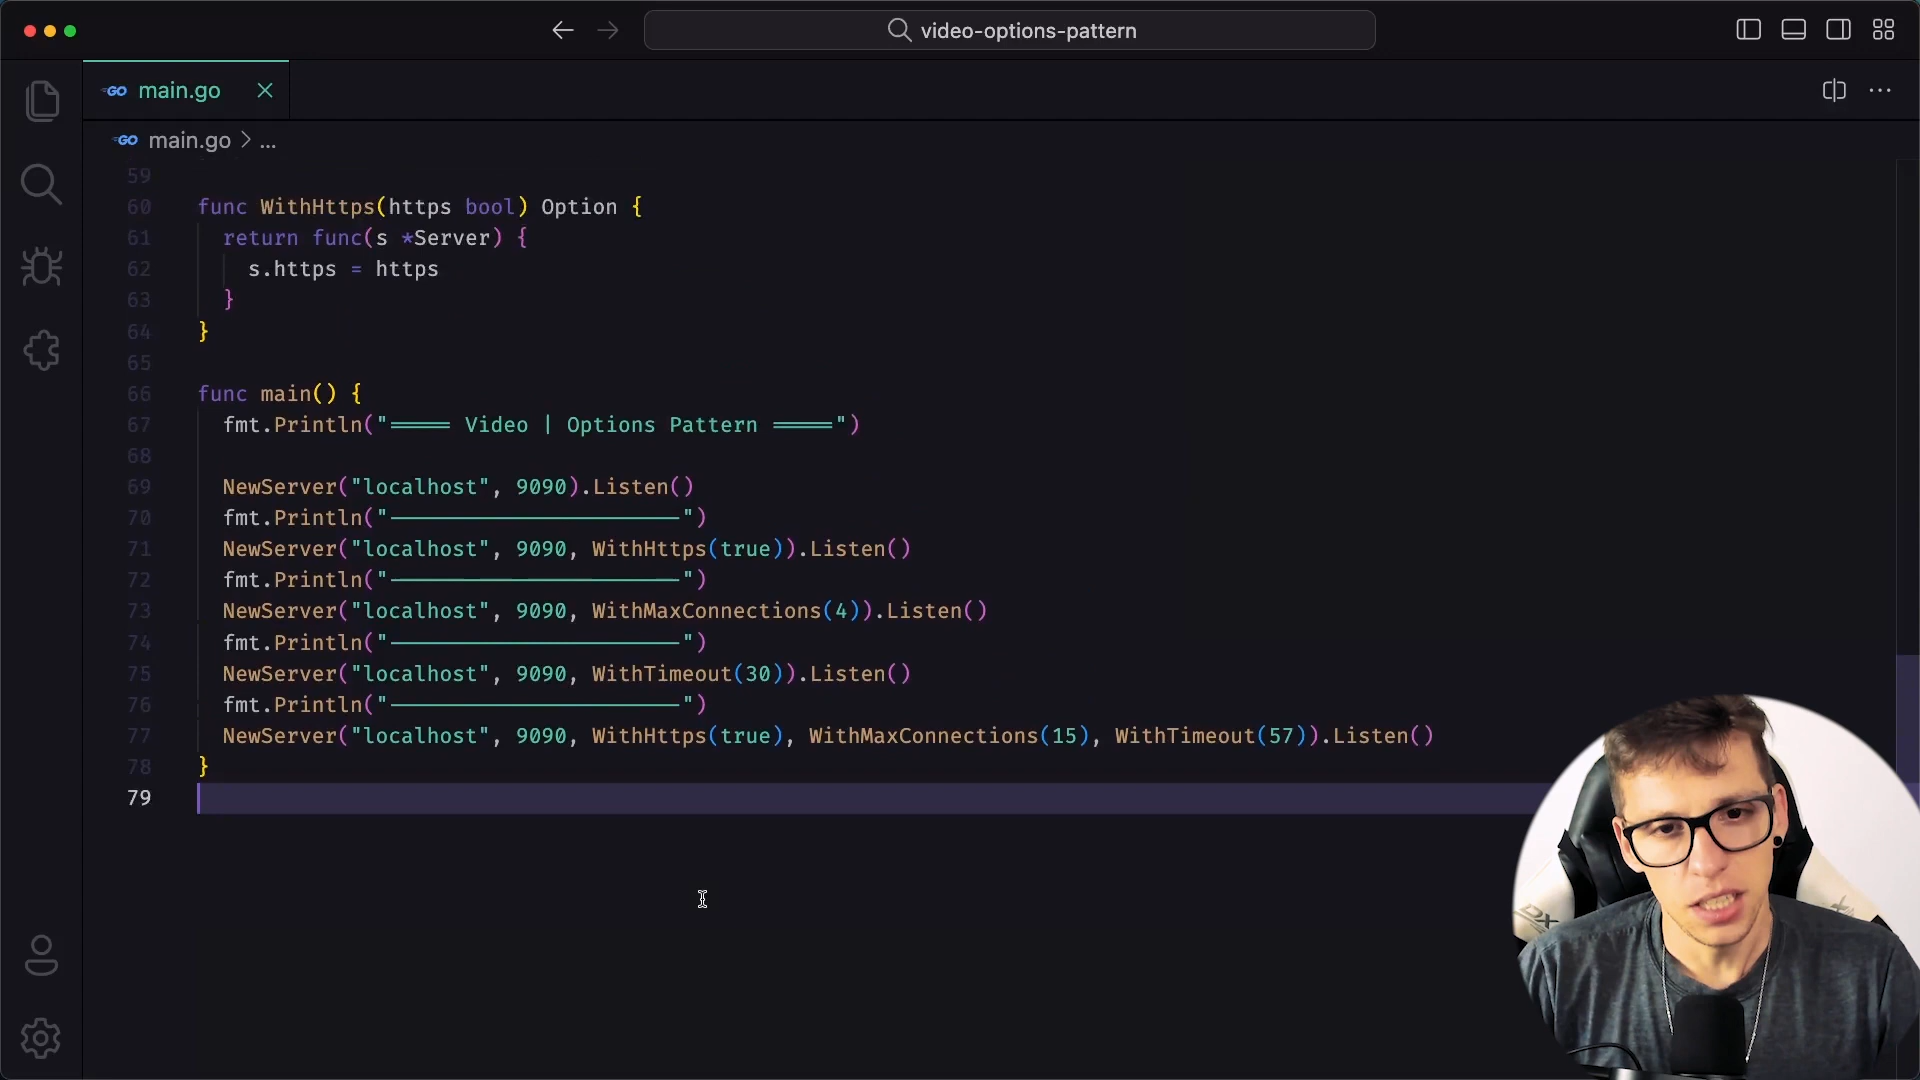 video-options-pattern
GO main.go
GO main.go > ...
59
60 func WithHttps(https bool) Option {
61 return func(s *Server) {
62 s.https = https
63 }
64 }
65
66 func main() {
67 fmt.Println("===== Video | Options Pattern =====")
68
69 NewServer("localhost", 9090).Listen()
70 fmt.Println("-----------------------")
71 NewServer("localhost", 9090, WithHttps(true)).Listen()
72 fmt.Println("-----------------------")
73 NewServer("localhost", 9090, WithMaxConnections(4)).Listen()
74 fmt.Println("-----------------------")
75 NewServer("localhost", 9090, WithTimeout(30)).Listen()
76 fmt.Println("-----------------------")
77 NewServer("localhost", 9090, WithHttps(true), WithMaxConnections(15), WithTimeout(57)).Listen()
78 }
79